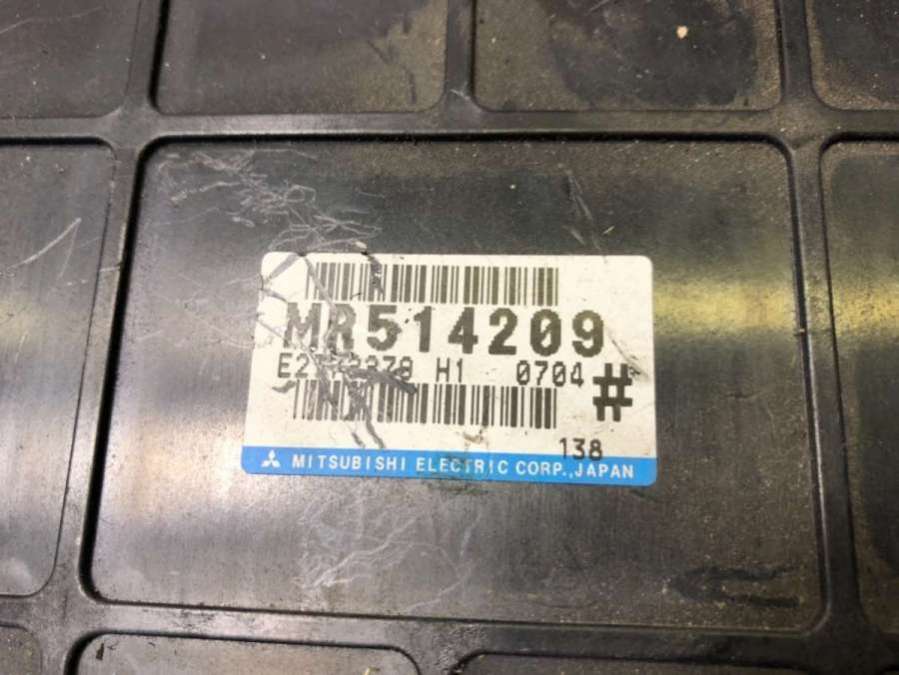 MR514209
H1 0704 #
138
MITSUBISHI ELECTRIC CORP.,JAPAN